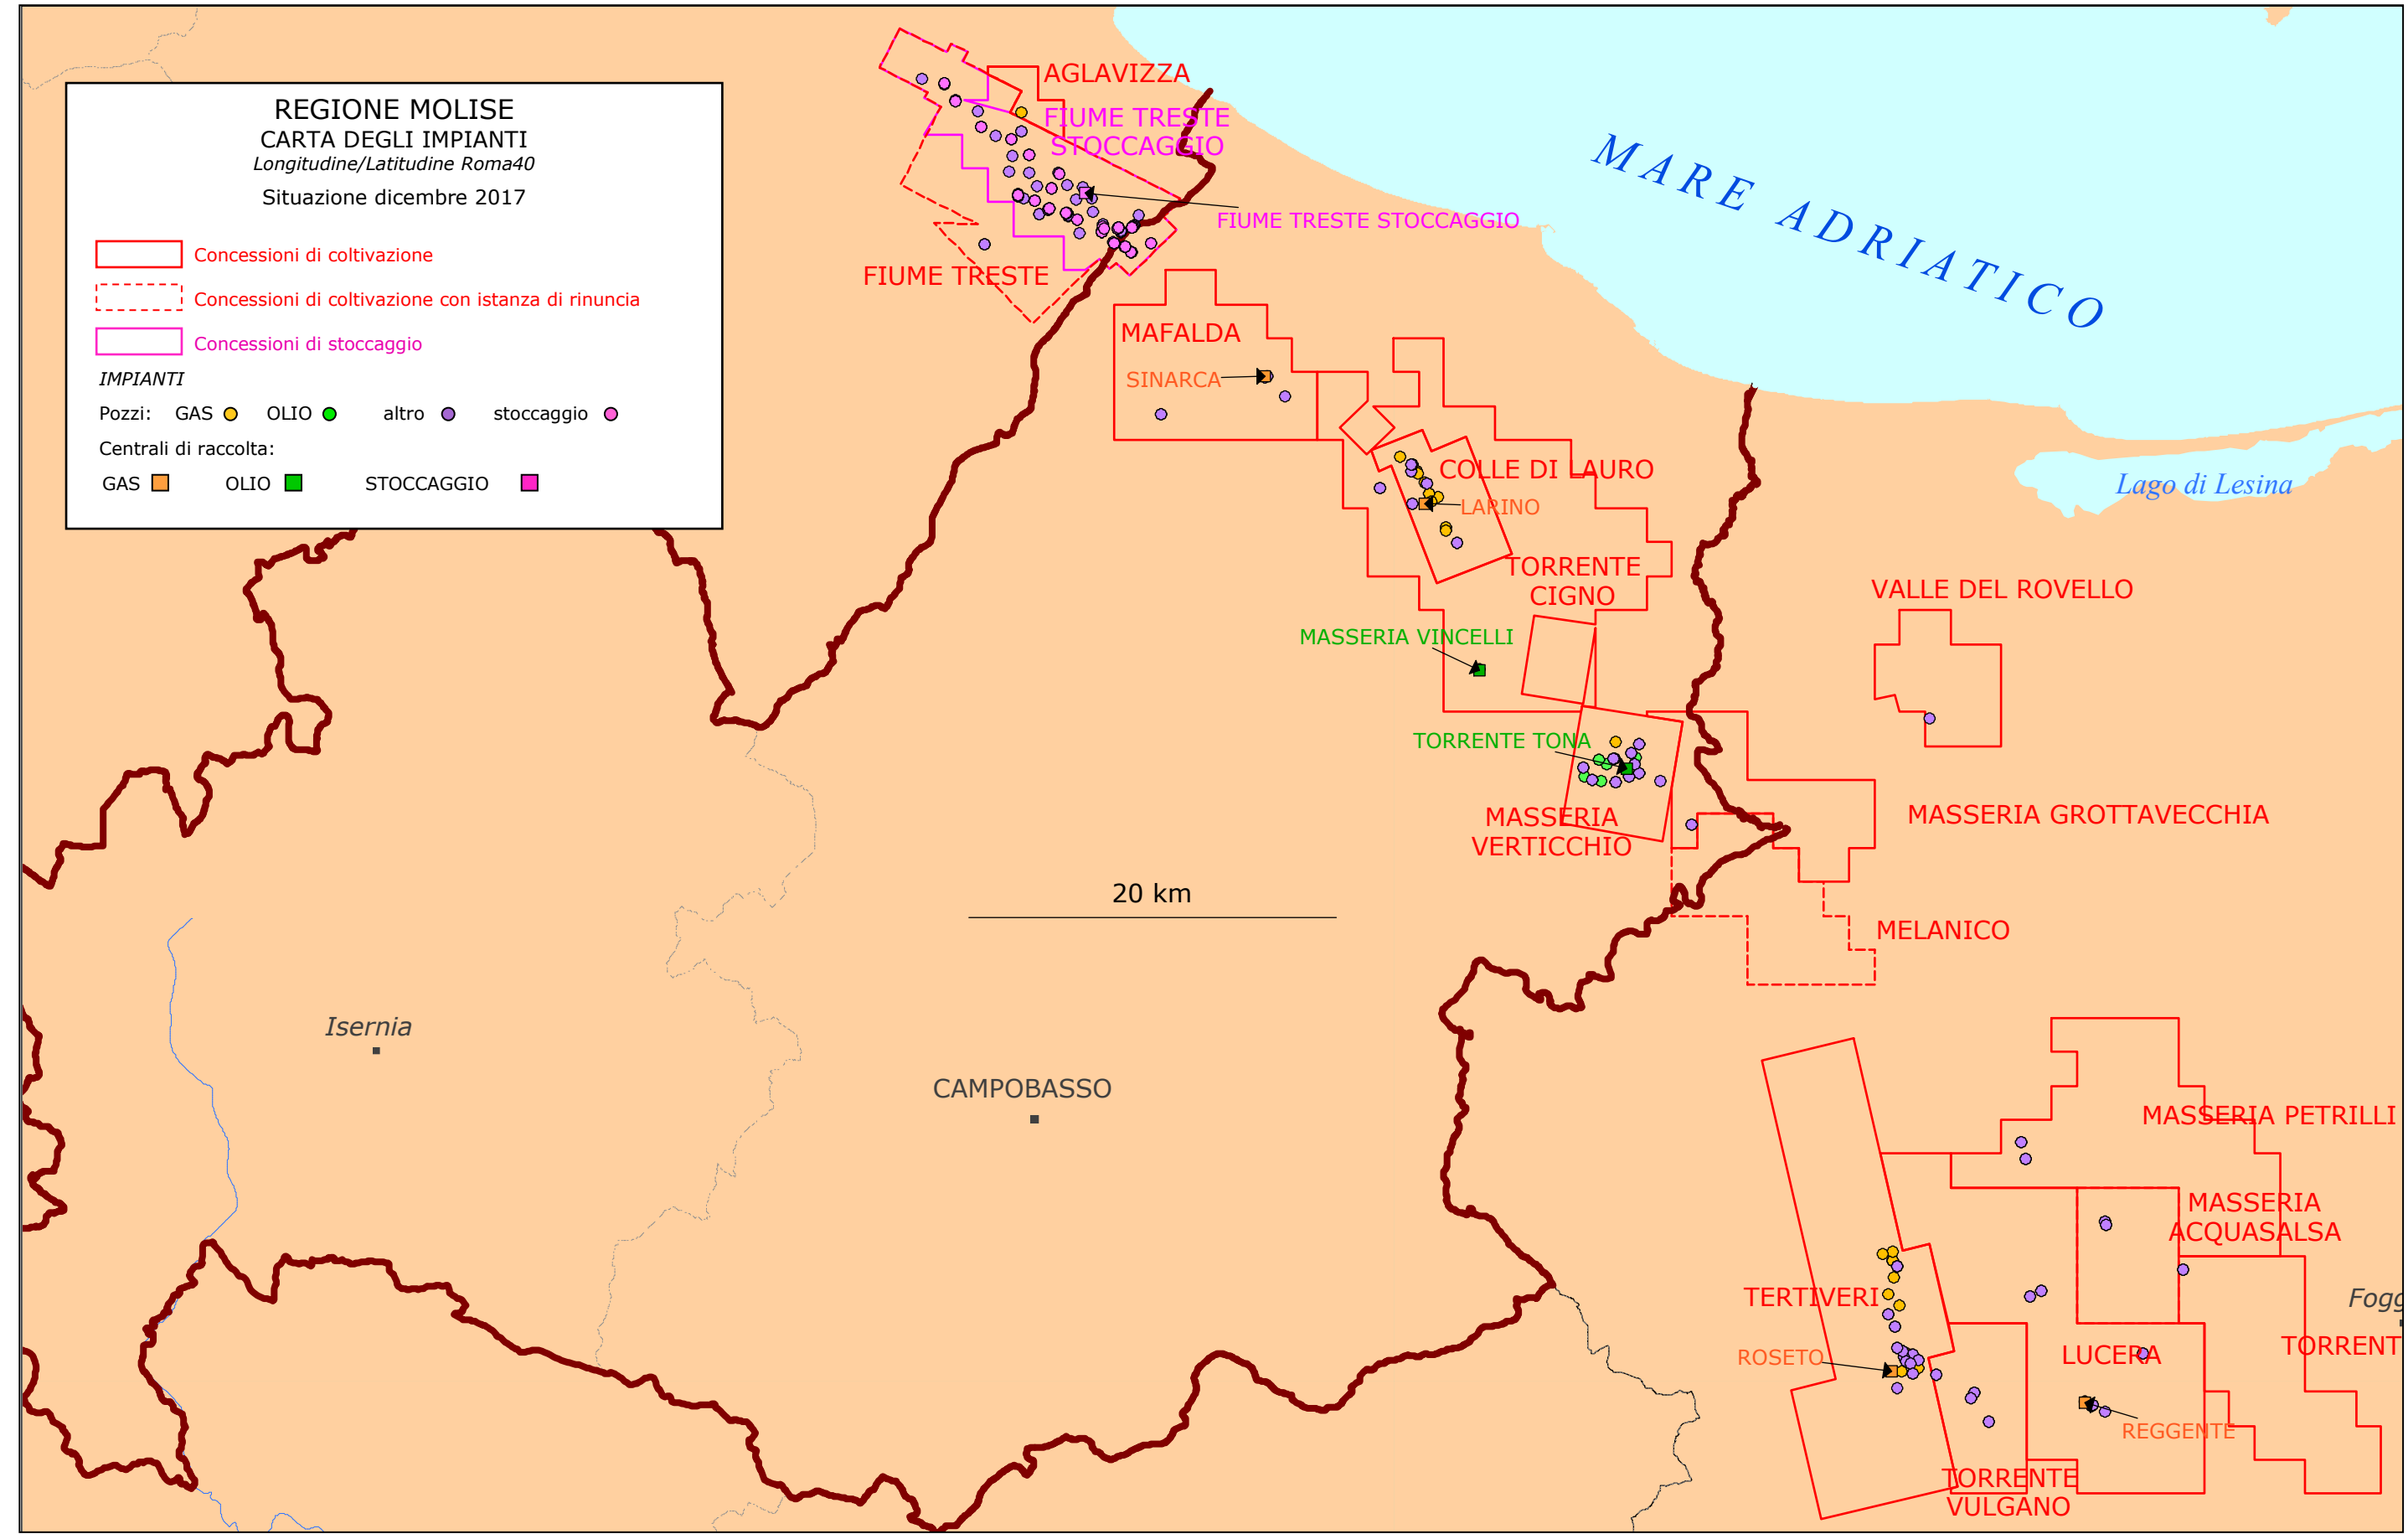 REGIONE MOLISE
CARTA DEGLI IMPIANTI
Longitudine/Latitudine Roma40
Situazione dicembre 2017
Concessioni di coltivazione
Concessioni di coltivazione con istanza di rinuncia
Concessioni di stoccaggio
IMPIANTI
Pozzi: GAS OLIO altro stoccaggio
Centrali di raccolta:
GAS OLIO STOCCAGGIO
AGLAVIZZA
FIUME TRESTE
STOCCAGGIO
FIUME TRESTE STOCCAGGIO
FIUME TRESTE
MARE ADRIATICO
MAFALDA
SINARCA
COLLE DI LAURO
LARINO
Lago di Lesina
TORRENTE
CIGNO
VALLE DEL ROVELLO
MASSERIA VINCELLI
TORRENTE TONA
MASSERIA
VERTICCHIO
MASSERIA GROTTAVECCHIA
20 km
MELANICO
Isernia
CAMPOBASSO
MASSERIA PETRILLI
MASSERIA
ACQUASALSA
TERTIVERI
Fogg
ROSETO
LUCERA
TORRENT
REGGENTE
TORRENTE
VULGANO